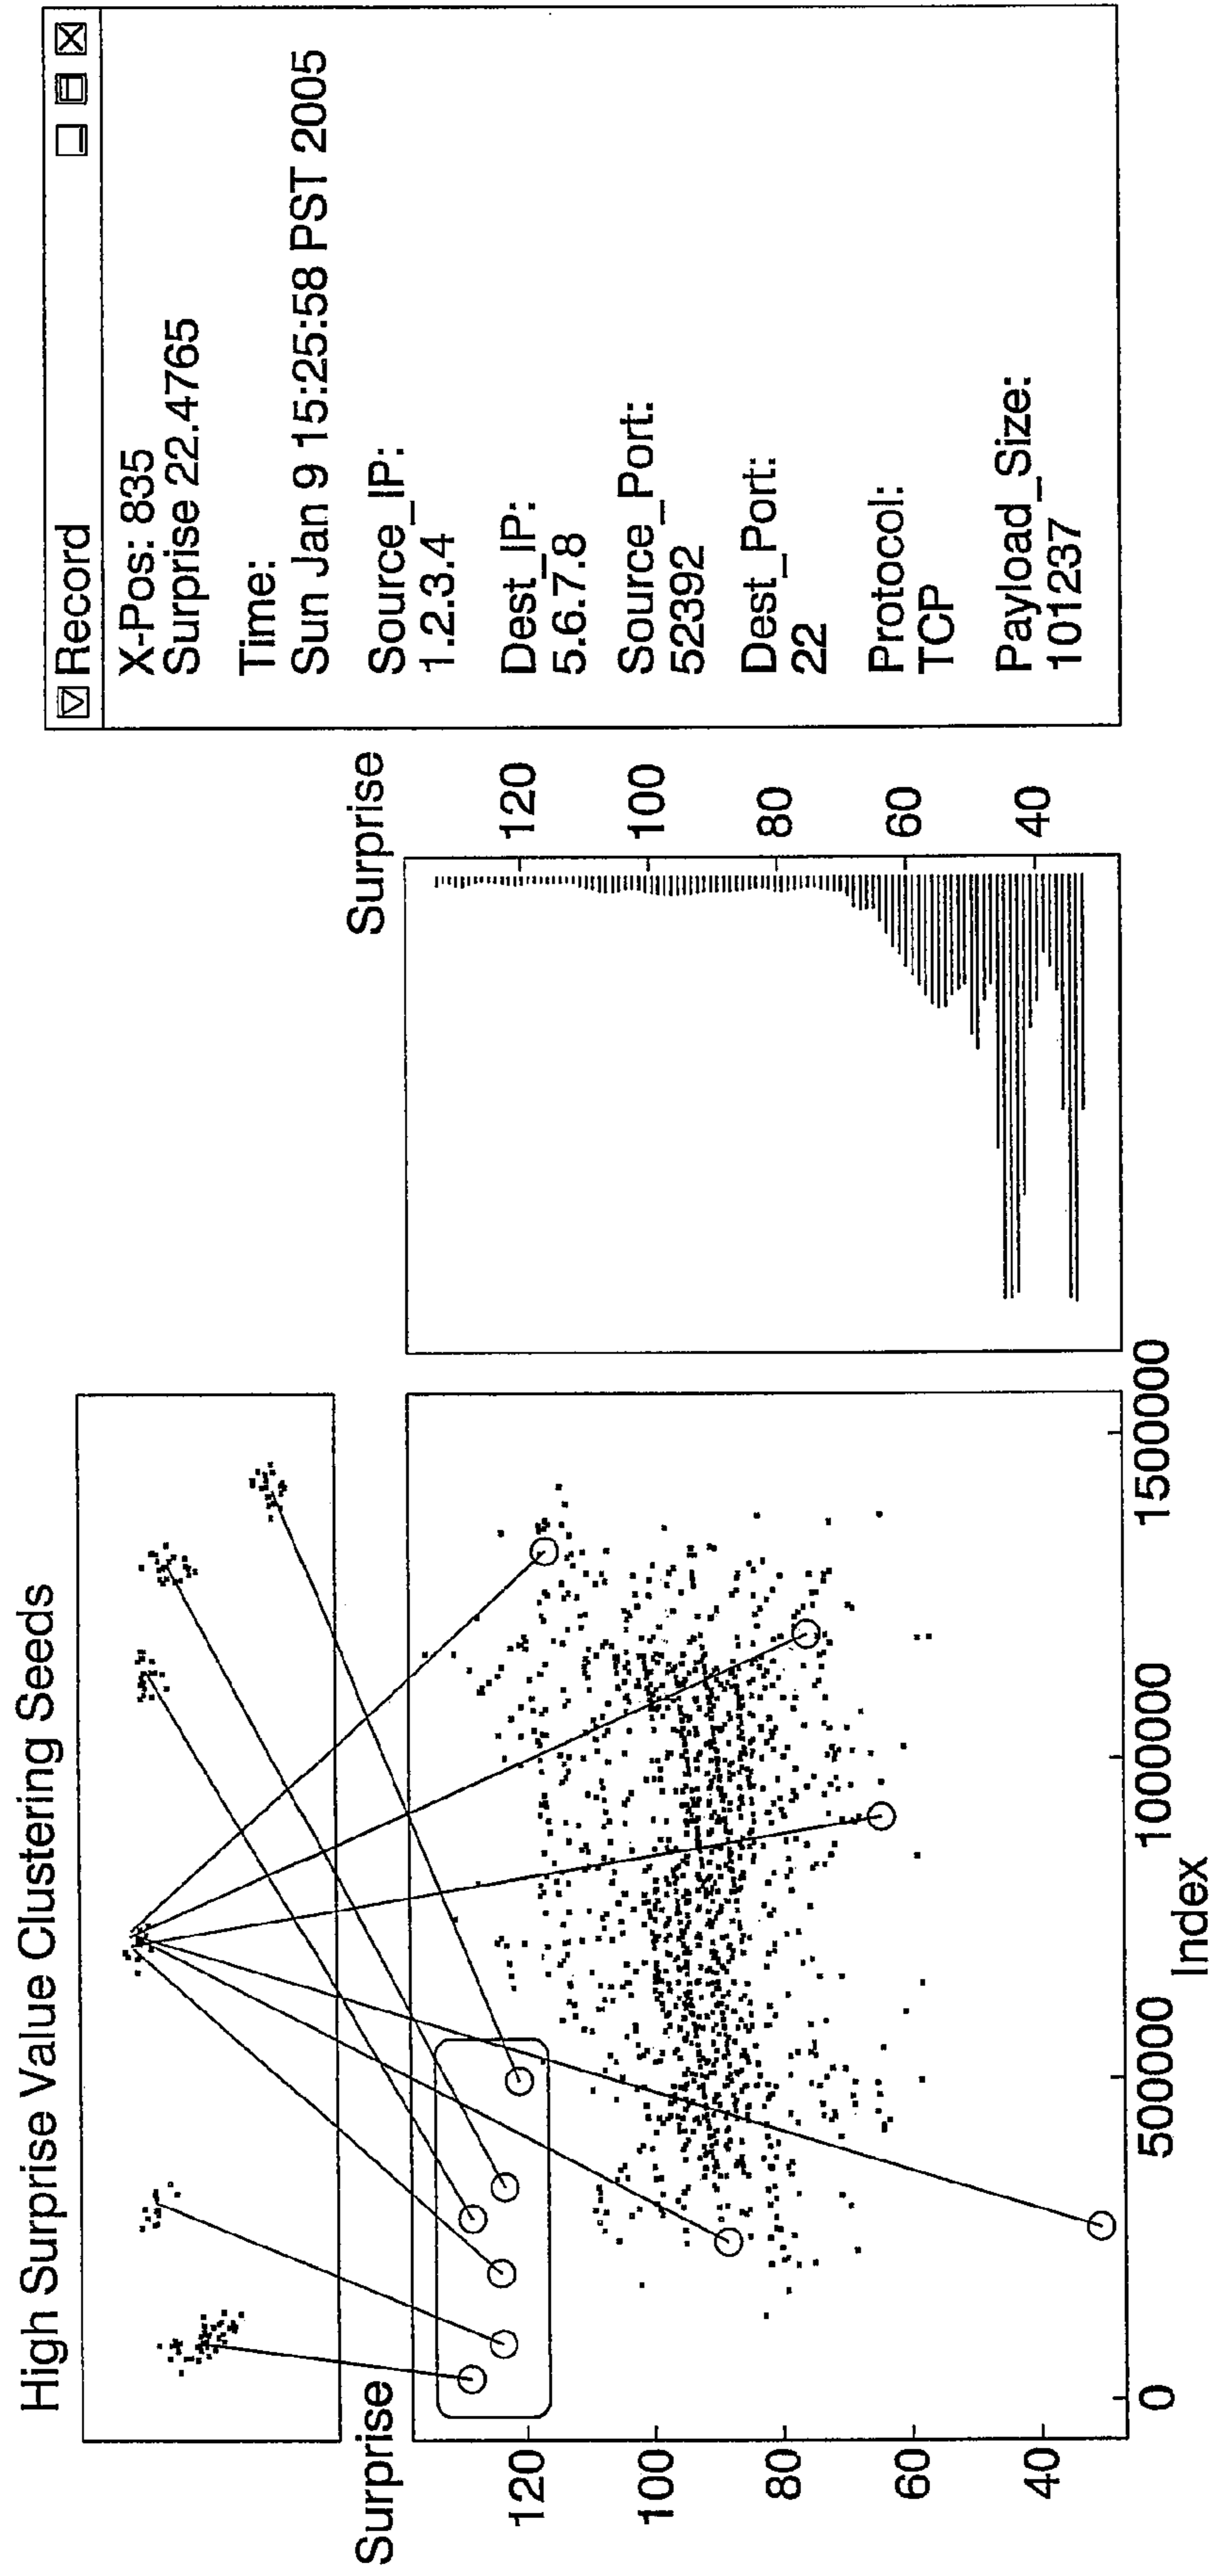 High Surprise Value Clustering Seeds
Surprise
120
100
80
60
40
0
500000
1000000
1500000
Index
Surprise
120
100
80
60
40
Record
X-Pos: 835
Surprise 22.4765
Time:
Sun Jan 9 15:25:58 PST 2005
Source_IP:
1.2.3.4
Dest_IP:
5.6.7.8
Source_Port:
52392
Dest_Port:
22
Protocol:
TCP
Payload_Size:
101237